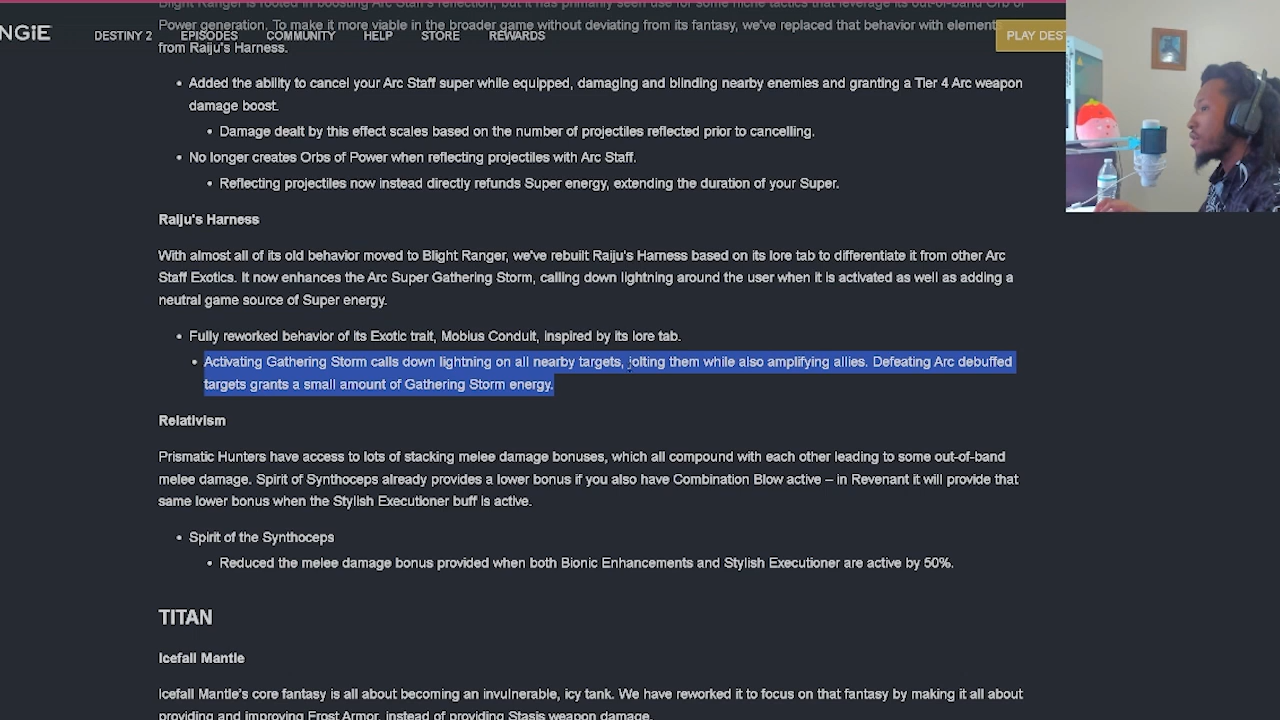 Blight Ranger is rooted in boosting Arc Staff's reflection, but it has primarily seen use for some niche tactics that leverage its out-of-band Orb of
Power generation. To make it more viable in the broader game without deviating from its fantasy, we've replaced that behavior with elements
NGiE DESTINY 2 EPISODES COMMUNITY HELP STORE REWARDS PLAY DEST
from Raiju's Harness.
• Added the ability to cancel your Arc Staff super while equipped, damaging and blinding nearby enemies and granting a Tier 4 Arc weapon
damage boost.
• Damage dealt by this effect scales based on the number of projectiles reflected prior to cancelling.
• No longer creates Orbs of Power when reflecting projectiles with Arc Staff.
• Reflecting projectiles now instead directly refunds Super energy, extending the duration of your Super.
Raiju's Harness
With almost all of its old behavior moved to Blight Ranger, we've rebuilt Raiju's Harness based on its lore tab to differentiate it from other Arc
Staff Exotics. It now enhances the Arc Super Gathering Storm, calling down lightning around the user when it is activated as well as adding a
neutral game source of Super energy.
• Fully reworked behavior of its Exotic trait, Mobius Conduit, inspired by its lore tab.
• Activating Gathering Storm calls down lightning on all nearby targets, jolting them while also amplifying allies. Defeating Arc debuffed
targets grants a small amount of Gathering Storm energy.
Relativism
Prismatic Hunters have access to lots of stacking melee damage bonuses, which all compound with each other leading to some out-of-band
melee damage. Spirit of Synthoceps already provides a lower bonus if you also have Combination Blow active – in Revenant it will provide that
same lower bonus when the Stylish Executioner buff is active.
• Spirit of the Synthoceps
• Reduced the melee damage bonus provided when both Bionic Enhancements and Stylish Executioner are active by 50%.
TITAN
Icefall Mantle
Icefall Mantle's core fantasy is all about becoming an invulnerable, icy tank. We have reworked it to focus on that fantasy by making it all about
providing and improving Frost Armor, instead of providing Stasis weapon damage.